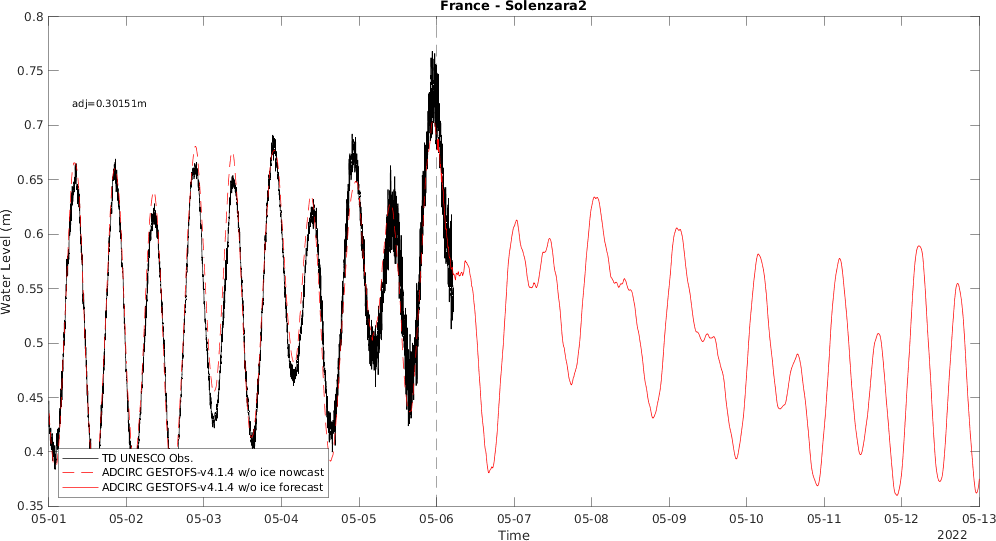 France - Solenzara2
0.8
0.75
0.7
0.65
0.6
0.55
0.5
0.45
0.4
0.35
Water Level (m)
adj=0.30151m
TD UNESCO Obs.
ADCIRC GESTOFS-v4.1.4 w/o ice nowcast
ADCIRC GESTOFS-v4.1.4 w/o ice forecast
05-01 05-02 05-03 05-04 05-05 05-06 05-07 05-08 05-09 05-10 05-11 05-12 05-13
Time
2022